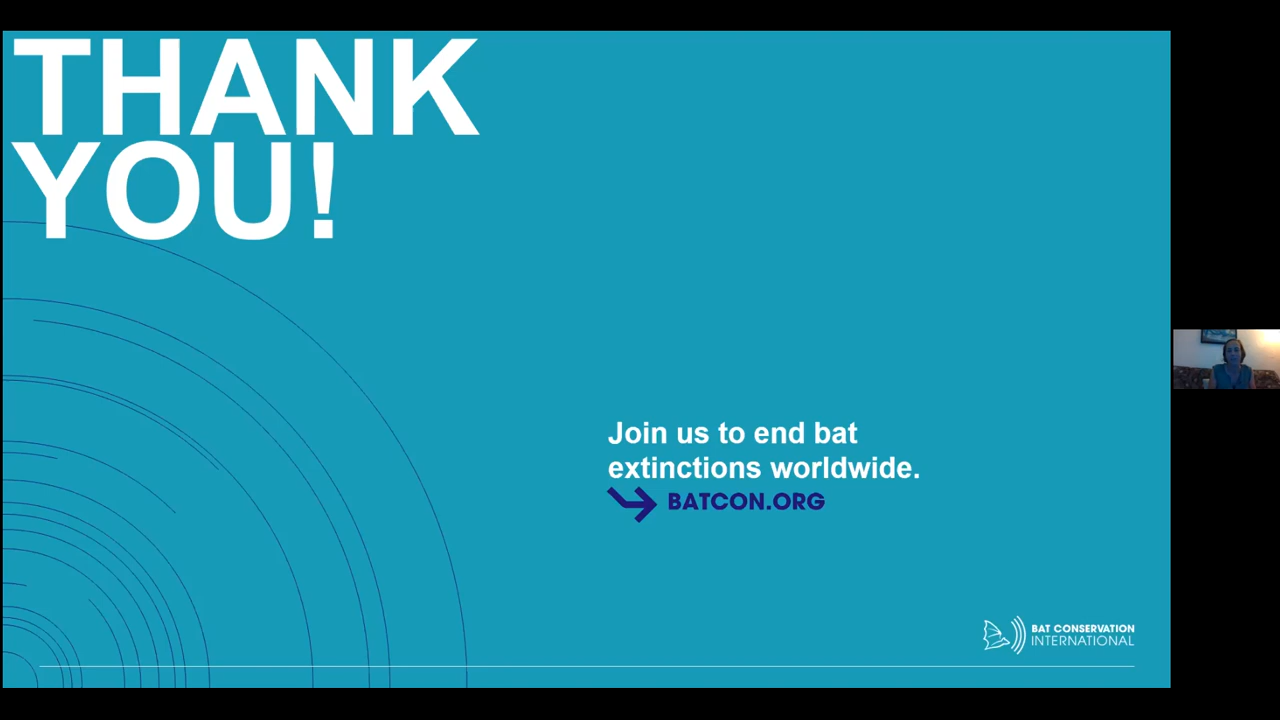 THANK
YOU!
Join us to end bat
extinctions worldwide.
BATCON.ORG
BAT CONSERVATION
INTERNATIONAL